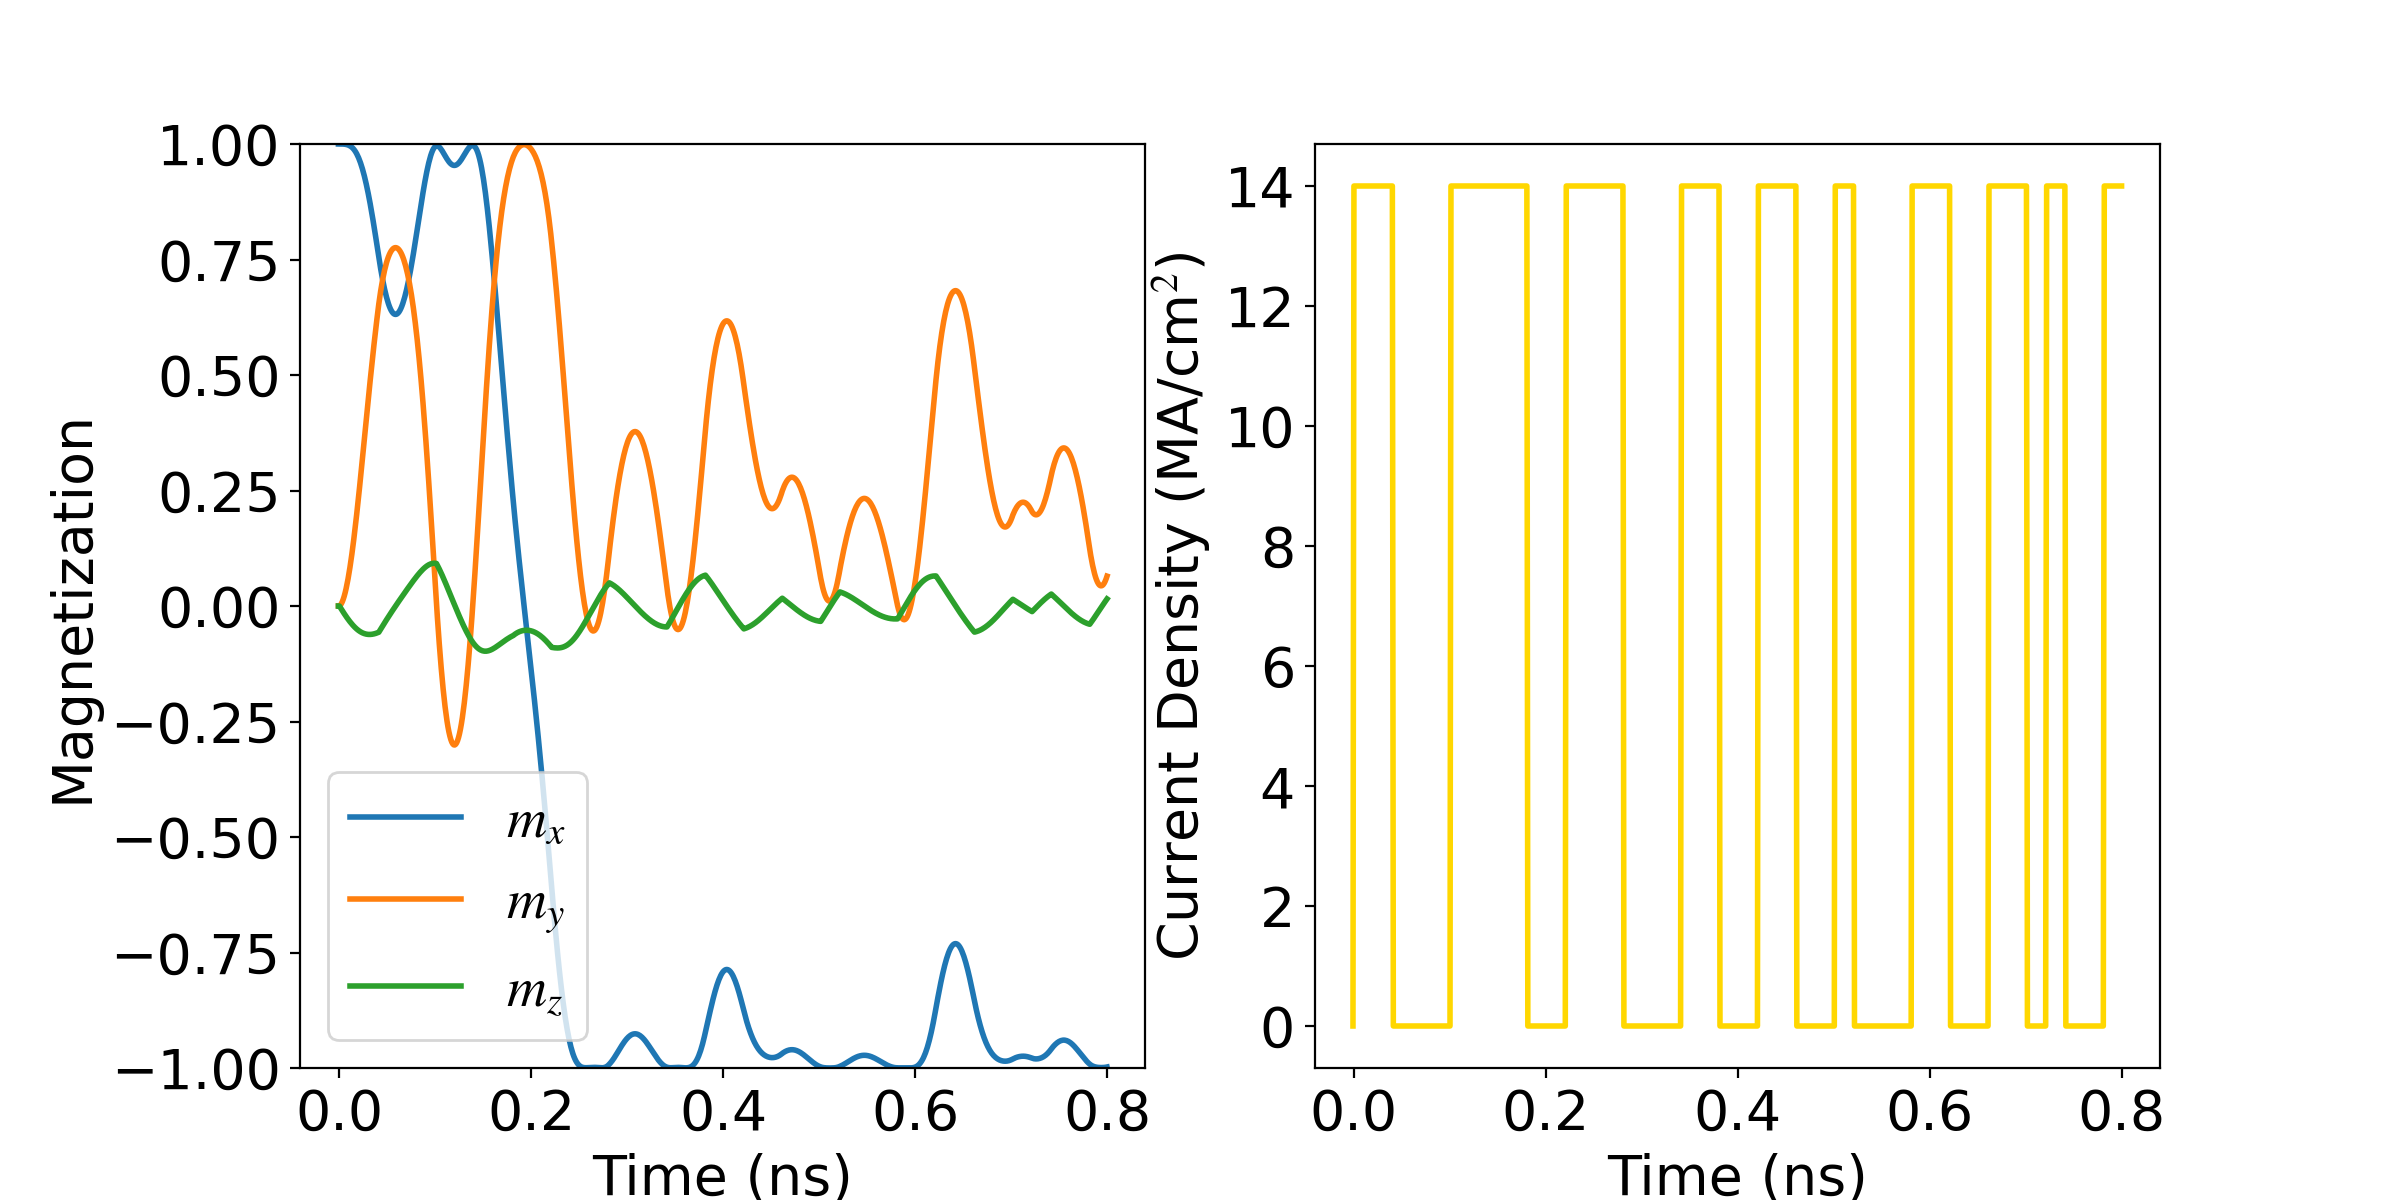 1.00
0.75
0.50
0.25
0.00
−0.25
−0.50
−0.75
−1.00
Magnetization
m_x
m_y
m_z
0.0 0.2 0.4 0.6 0.8
Time (ns)
14
12
10
8
6
4
2
0
Current Density (MA/cm²)
0.0 0.2 0.4 0.6 0.8
Time (ns)